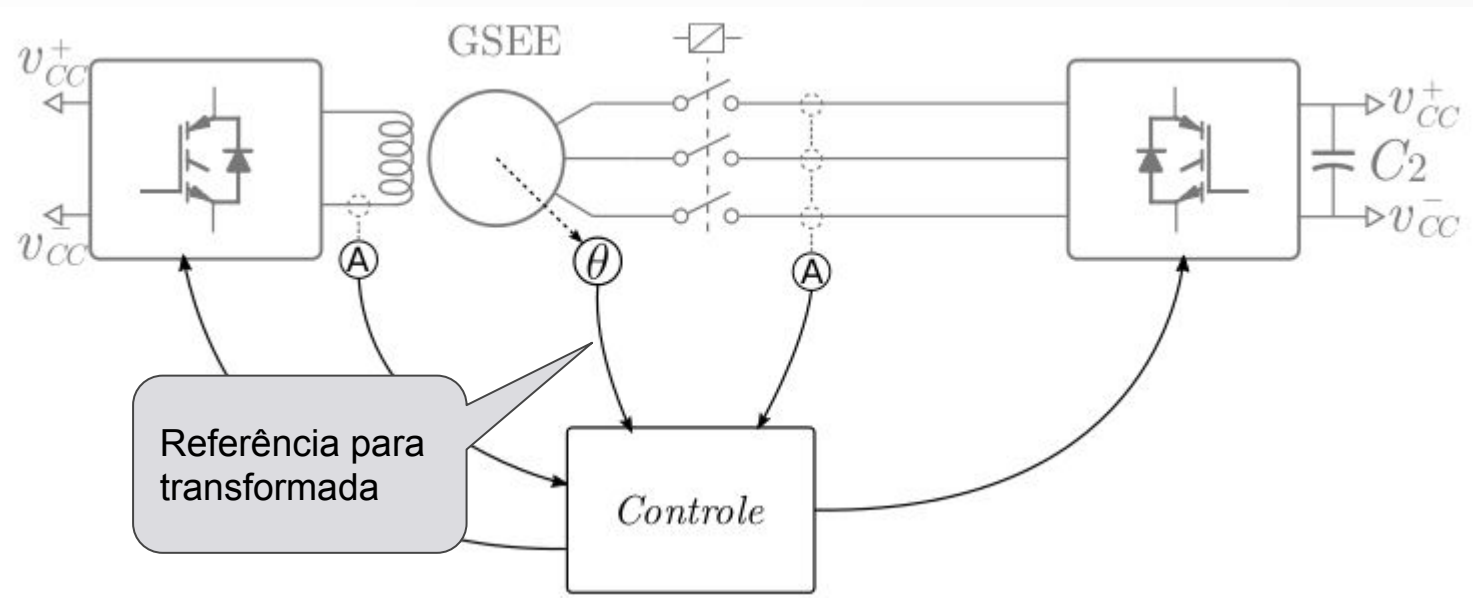 GSEE
v⁺CC
v⁺CC
C2
v⁻CC
v⁻CC
A
θ
A
Referência para
transformada
Controle